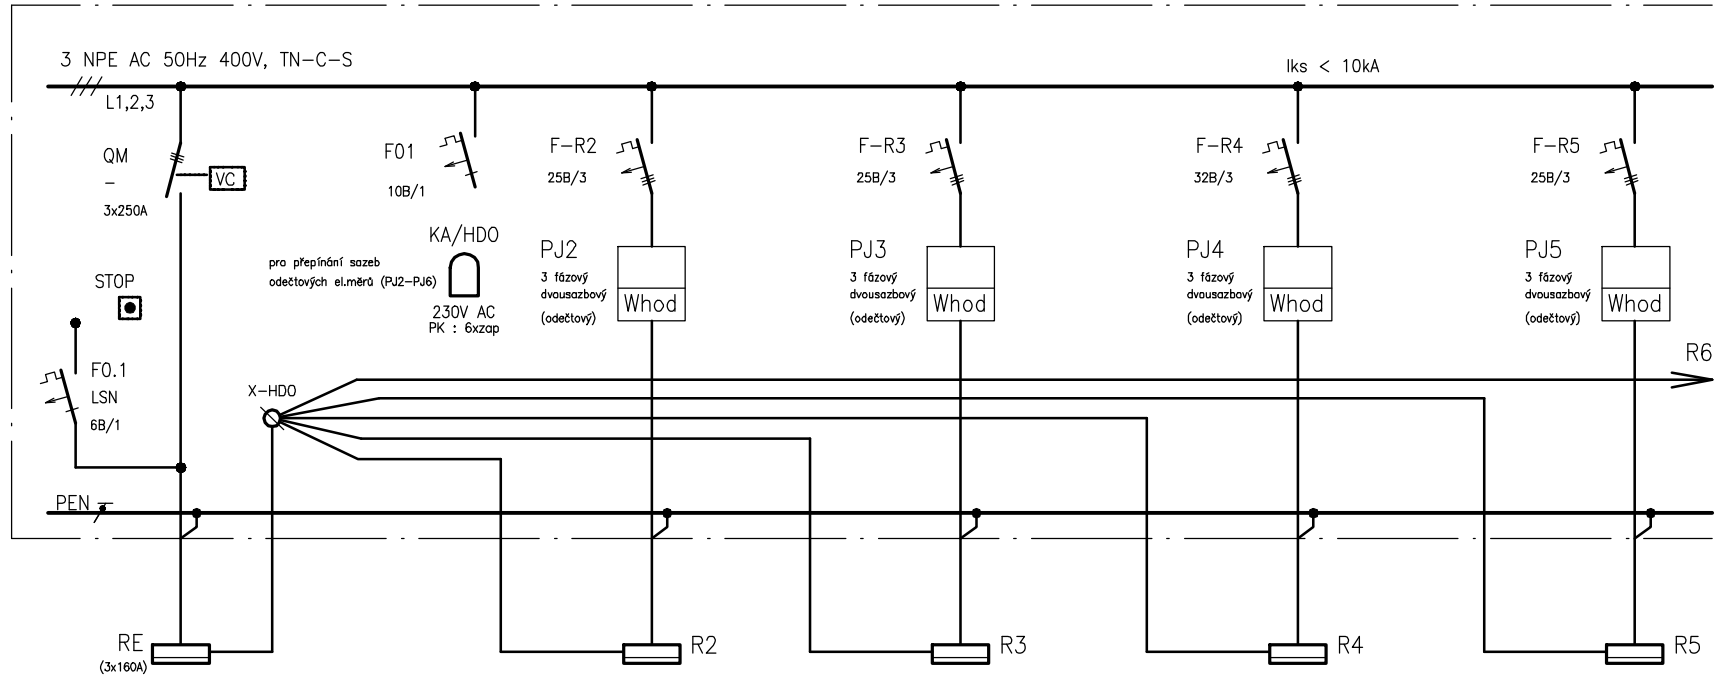 3 NPE AC 50Hz 400V, TN-C-S
Iks < 10kA
L1,2,3
QM
-
3x250A
VC
F01
10B/1
F-R2
25B/3
F-R3
25B/3
F-R4
32B/3
F-R5
25B/3
KA/HDO
pro přepínání sazeb
odečtových el.měrů (PJ2-PJ6)
230V AC
PK : 6xzap
PJ2
3 fázový
dvousazbový
(odečtový)
Whod
PJ3
3 fázový
dvousazbový
(odečtový)
Whod
PJ4
3 fázový
dvousazbový
(odečtový)
Whod
PJ5
3 fázový
dvousazbový
(odečtový)
Whod
STOP
F0.1
LSN
6B/1
X-HDO
R6
PEN
RE
(3x160A)
R2
R3
R4
R5